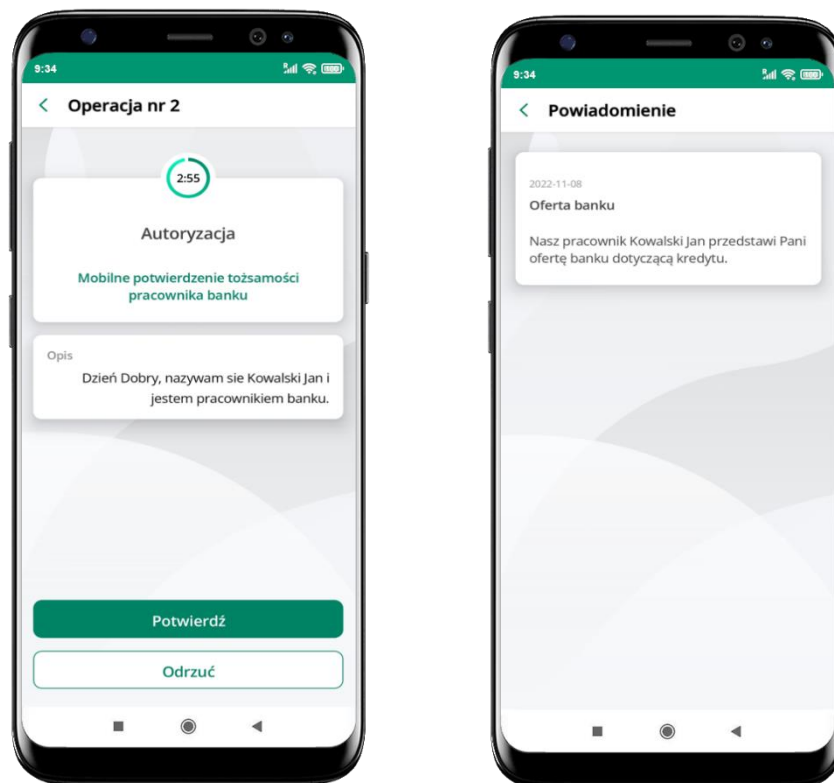 9:34
Operacja nr 2
2:55
Autoryzacja
Mobilne potwierdzenie tożsamości
pracownika banku
Opis
Dzień Dobry, nazywam sie Kowalski Jan i
jestem pracownikiem banku.
Potwierdź
Odrzuć
9:34
Powiadomienie
2022-11-08
Oferta banku
Nasz pracownik Kowalski Jan przedstawi Pani
ofertę banku dotyczącą kredytu.